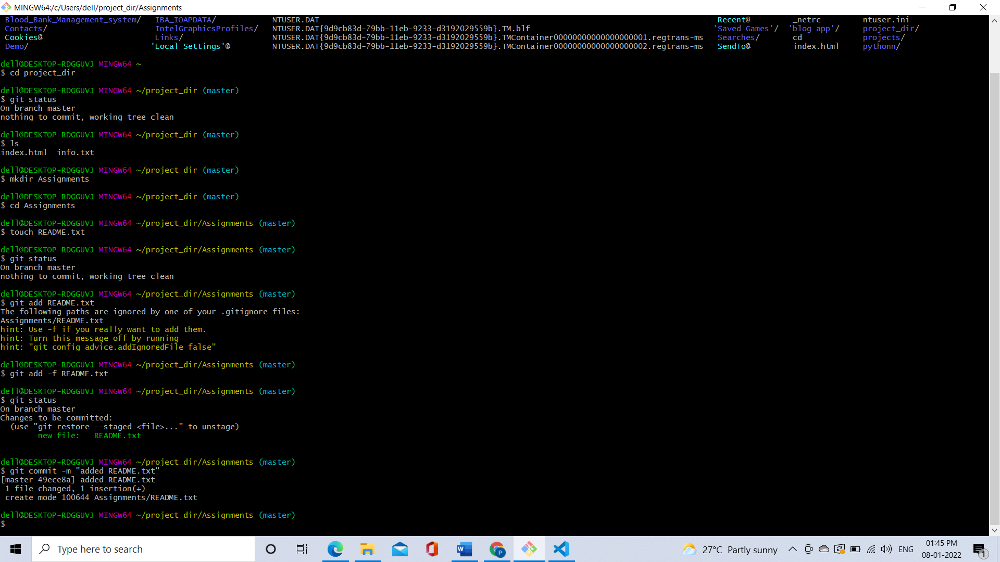 MINGW64:/c/Users/dell/project_dir/Assignments
Blood_Bank_Management_system/ IBA_IOAPDATA/ NTUSER.DAT Recent@ _netrc ntuser.ini
Contacts/ IntelGraphicsProfiles/ NTUSER.DAT{9d9cb83d-79bb-11eb-9233-d3192029559b}.TM.blf 'Saved Games'/ 'blog app'/ project_dir/
Cookies@ Links/ NTUSER.DAT{9d9cb83d-79bb-11eb-9233-d3192029559b}.TMContainer00000000000000000001.regtrans-ms Searches/ cd projects/
Demo/ 'Local Settings'@ NTUSER.DAT{9d9cb83d-79bb-11eb-9233-d3192029559b}.TMContainer00000000000000000002.regtrans-ms SendTo@ index.html pythonn/
dell@DESKTOP-RDGGUVJ MINGW64 ~
$ cd project_dir
dell@DESKTOP-RDGGUVJ MINGW64 ~/project_dir (master)
$ git status
On branch master
nothing to commit, working tree clean
dell@DESKTOP-RDGGUVJ MINGW64 ~/project_dir (master)
$ ls
index.html info.txt
dell@DESKTOP-RDGGUVJ MINGW64 ~/project_dir (master)
$ mkdir Assignments
dell@DESKTOP-RDGGUVJ MINGW64 ~/project_dir (master)
$ cd Assignments
dell@DESKTOP-RDGGUVJ MINGW64 ~/project_dir/Assignments (master)
$ touch README.txt
dell@DESKTOP-RDGGUVJ MINGW64 ~/project_dir/Assignments (master)
$ git status
On branch master
nothing to commit, working tree clean
dell@DESKTOP-RDGGUVJ MINGW64 ~/project_dir/Assignments (master)
$ git add README.txt
The following paths are ignored by one of your .gitignore files:
Assignments/README.txt
hint: Use -f if you really want to add them.
hint: Turn this message off by running
hint: "git config advice.addIgnoredFile false"
dell@DESKTOP-RDGGUVJ MINGW64 ~/project_dir/Assignments (master)
$ git add -f README.txt
dell@DESKTOP-RDGGUVJ MINGW64 ~/project_dir/Assignments (master)
$ git status
On branch master
Changes to be committed:
(use "git restore --staged <file>..." to unstage)
new file: README.txt
dell@DESKTOP-RDGGUVJ MINGW64 ~/project_dir/Assignments (master)
$ git commit -m "added README.txt"
[master 49ece8a] added README.txt
1 file changed, 1 insertion(+)
create mode 100644 Assignments/README.txt
dell@DESKTOP-RDGGUVJ MINGW64 ~/project_dir/Assignments (master)
$
Type here to search
27°C Partly sunny
ENG
01:45 PM
08-01-2022
1